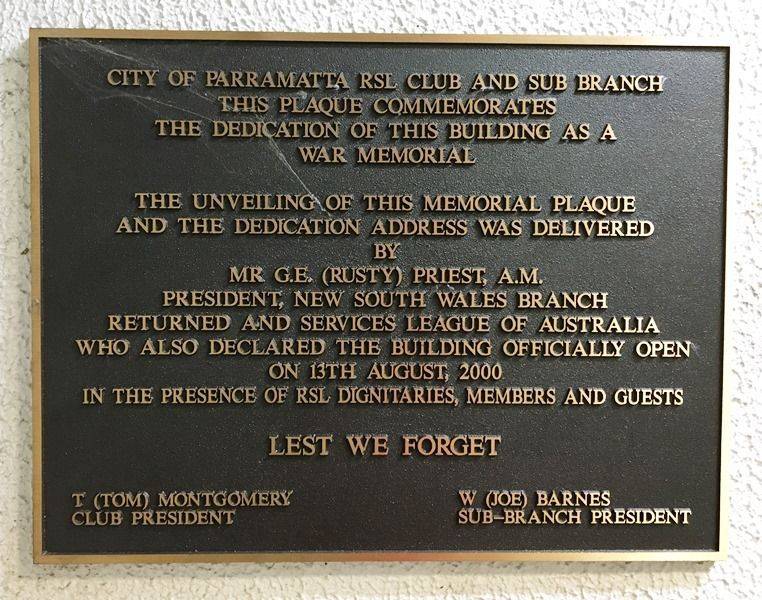 CITY OF PARRAMATTA RSL CLUB AND SUB BRANCH
THIS PLAQUE COMMEMORATES
THE DEDICATION OF THIS BUILDING AS A
WAR MEMORIAL
THE UNVEILING OF THIS MEMORIAL PLAQUE
AND THE DEDICATION ADDRESS WAS DELIVERED
BY
MR G.E. (RUSTY) PRIEST, A.M.
PRESIDENT, NEW SOUTH WALES BRANCH
RETURNED AND SERVICES LEAGUE OF AUSTRALIA
WHO ALSO DECLARED THE BUILDING OFFICIALLY OPEN
ON 13TH AUGUST, 2000
IN THE PRESENCE OF RSL DIGNITARIES, MEMBERS AND GUESTS
LEST WE FORGET
T (TOM) MONTGOMERY
CLUB PRESIDENT
W (JOE) BARNES
SUB-BRANCH PRESIDENT